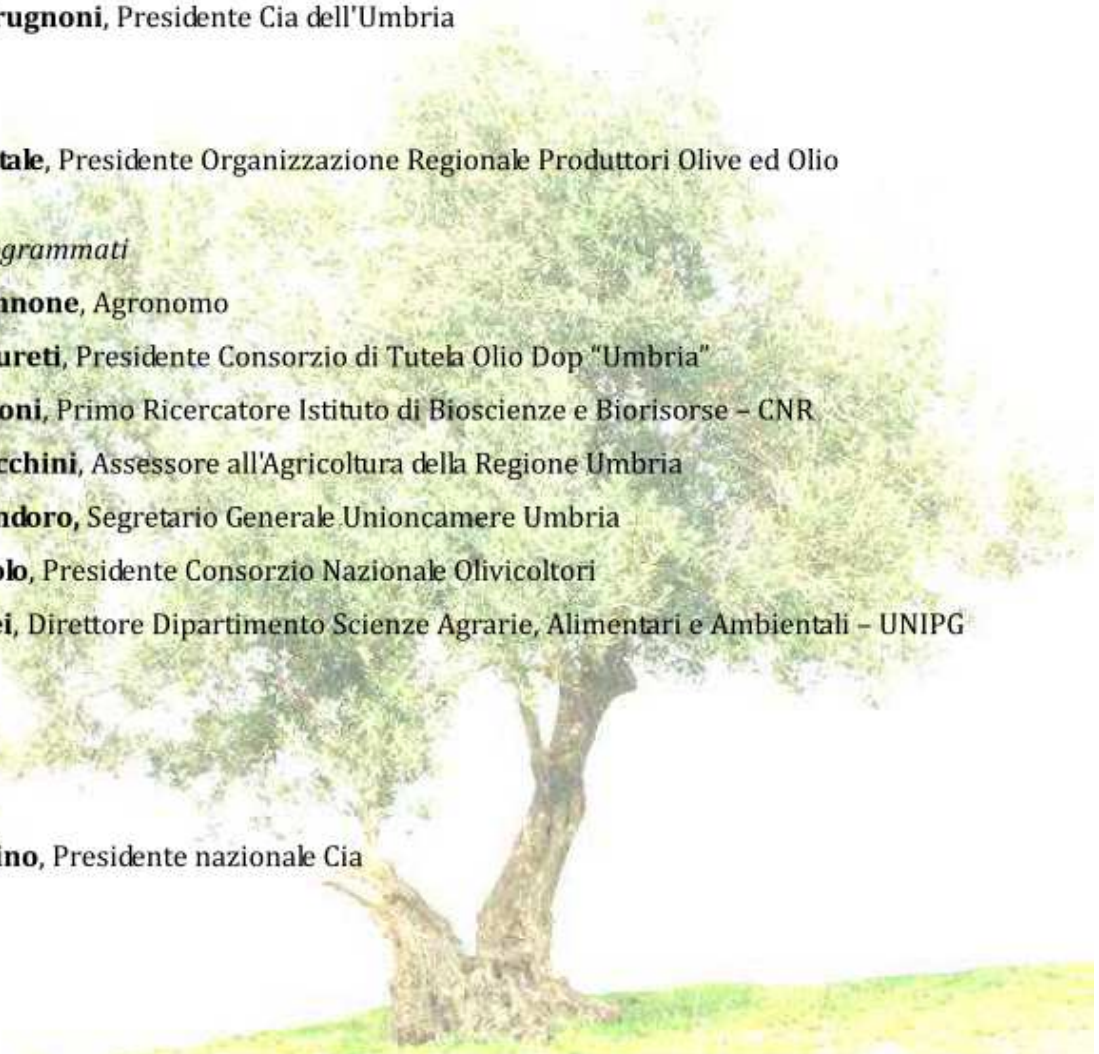 rugnoni, Presidente Cia dell'Umbria
tale, Presidente Organizzazione Regionale Produttori Olive ed Olio
grammati
nnone, Agronomo
ureti, Presidente Consorzio di Tutela Olio Dop “Umbria”
oni, Primo Ricercatore Istituto di Bioscienze e Biorisorse – CNR
cchini, Assessore all'Agricoltura della Regione Umbria
ndoro, Segretario Generale Unioncamere Umbria
olo, Presidente Consorzio Nazionale Olivicoltori
ei, Direttore Dipartimento Scienze Agrarie, Alimentari e Ambientali – UNIPG
ino, Presidente nazionale Cia